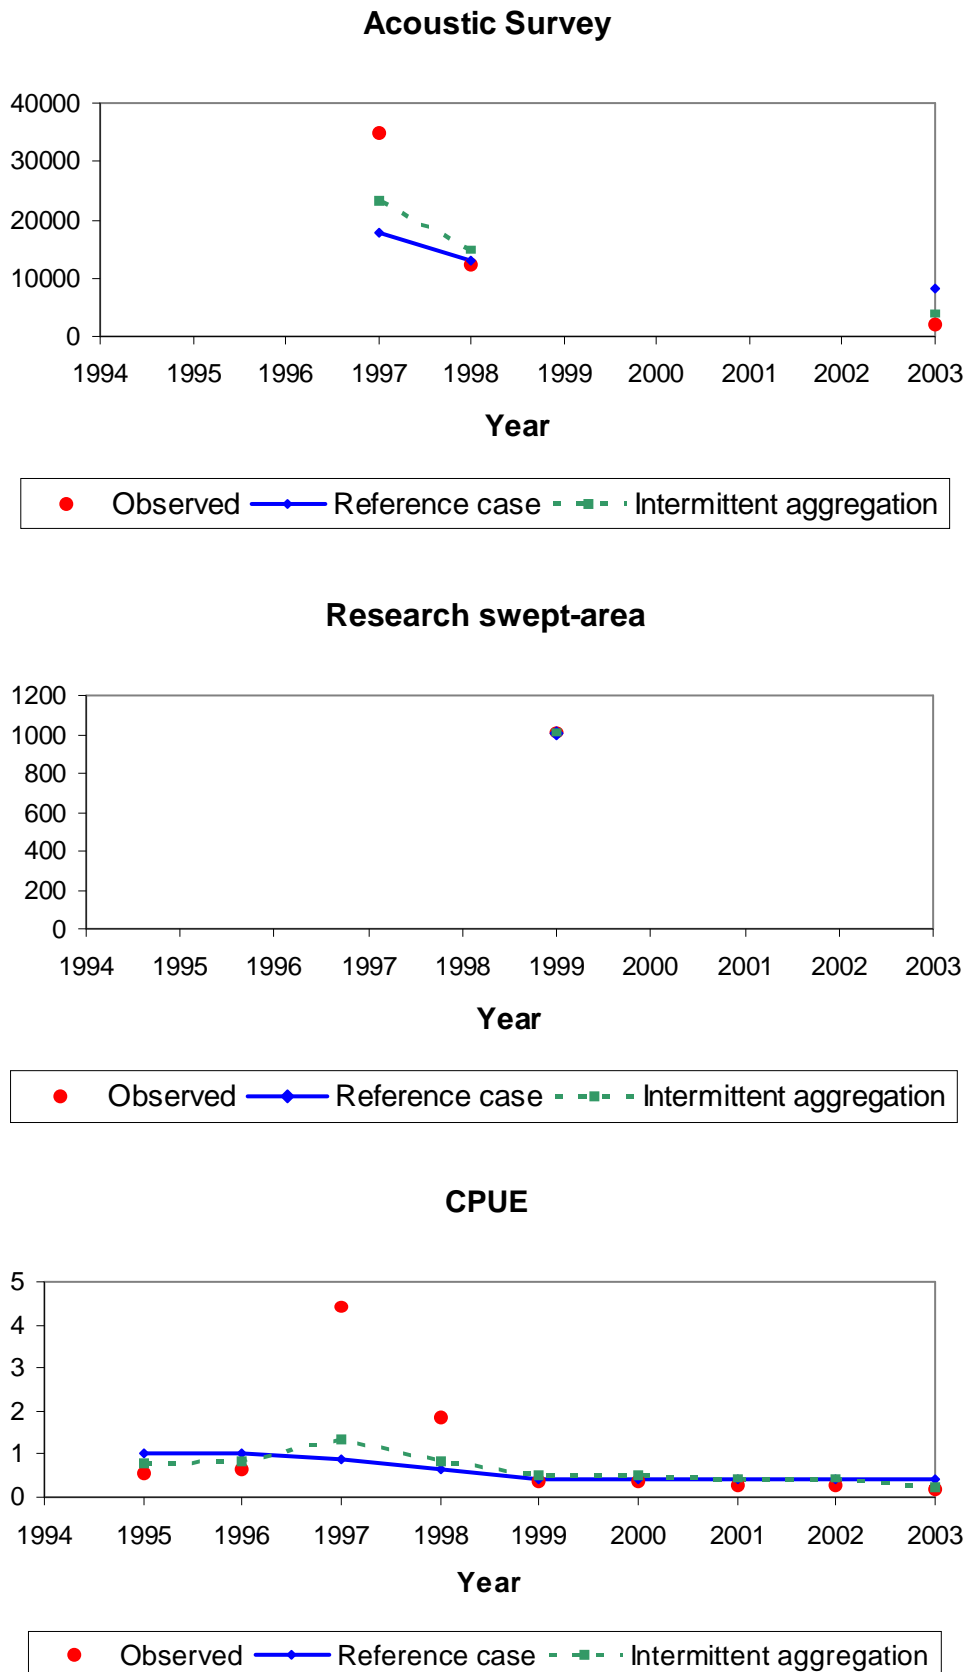 Acoustic Survey
40000
30000
20000
10000
0
1994 1995 1996 1997 1998 1999 2000 2001 2002 2003
Year
Observed Reference case Intermittent aggregation
Research swept-area
1200
1000
800
600
400
200
0
1994 1995 1996 1997 1998 1999 2000 2001 2002 2003
Year
Observed Reference case Intermittent aggregation
CPUE
5
4
3
2
1
0
1994 1995 1996 1997 1998 1999 2000 2001 2002 2003
Year
Observed Reference case Intermittent aggregation